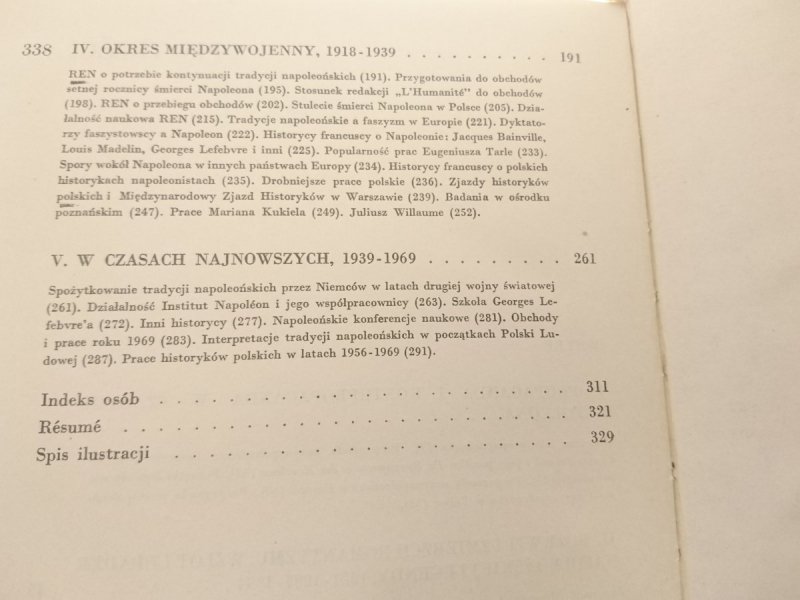 338 IV. OKRES MIĘDZYWOJENNY, 1918-1939 . . . . . . . . . . 191
REN o potrzebie kontynuacji tradycji napoleońskich (191). Przygotowania do obchodów
setnej rocznicy śmierci Napoleona (195). Stosunek redakcji „L'Humanité” do obchodów
(198). REN o przebiegu obchodów (202). Stulecie śmierci Napoleona w Polsce (205). Dzia-
łalność naukowa REN (215). Tradycje napoleońskie a faszyzm w Europie (221). Dyktato-
rzy faszystowscy a Napoleon (222). Historycy francuscy o Napoleonie: Jacques Bainville,
Louis Madelin, Georges Lefebvre i inni (225). Popularność prac Eugeniusza Tarle (233).
Spory wokół Napoleona w innych państwach Europy (234). Historycy francuscy o polskich
historykach napoleonistach (235). Drobniejsze prace polskie (236). Zjazdy historyków
polskich i Międzynarodowy Zjazd Historyków w Warszawie (239). Badania w ośrodku
poznańskim (247). Prace Mariana Kukiela (249). Juliusz Willaume (252).
V. W CZASACH NAJNOWSZYCH, 1939-1969 . . . . . . . . . 261
Spożytkowanie tradycji napoleońskich przez Niemców w latach drugiej wojny światowej
(261). Działalność Institut Napoléon i jego współpracownicy (263). Szkoła Georges Le-
febvre'a (272). Inni historycy (277). Napoleońskie konferencje naukowe (281). Obchody
i prace roku 1969 (283). Interpretacje tradycji napoleońskich w początkach Polski Lu-
dowej (287). Prace historyków polskich w latach 1956-1969 (291).
Indeks osób . . . . . . . . . . . . . . . . . . . . 311
Résumé . . . . . . . . . . . . . . . . . . . . . . 321
Spis ilustracji . . . . . . . . . . . . . . . . . . . 329